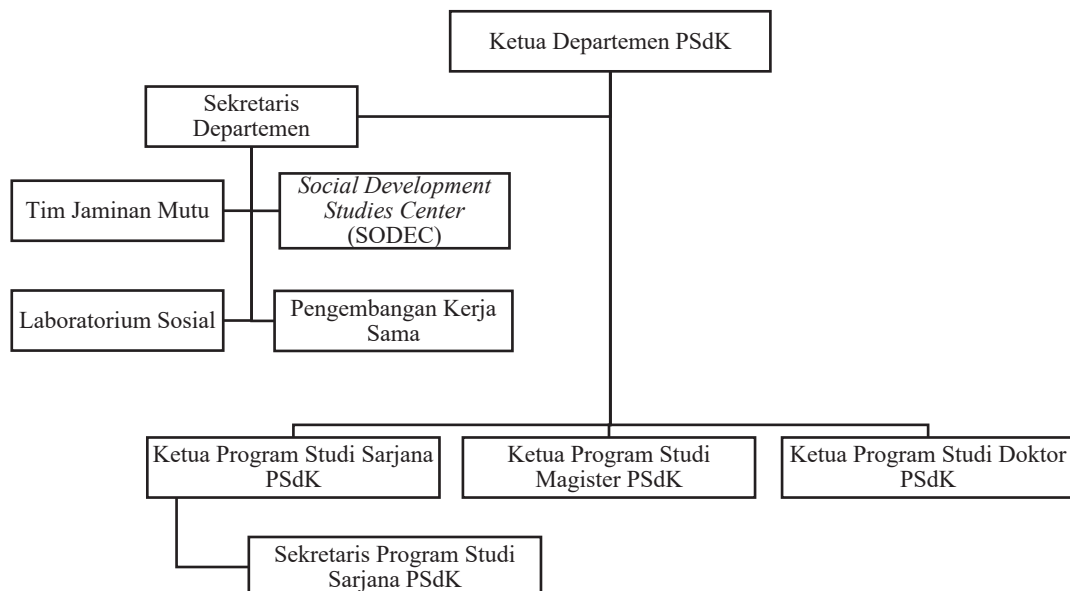 Ketua Departemen PSdK
Sekretaris
Departemen
Tim Jaminan Mutu
Social Development
Studies Center
(SODEC)
Laboratorium Sosial
Pengembangan Kerja
Sama
Ketua Program Studi Sarjana
PSdK
Ketua Program Studi
Magister PSdK
Ketua Program Studi Doktor
PSdK
Sekretaris Program Studi
Sarjana PSdK